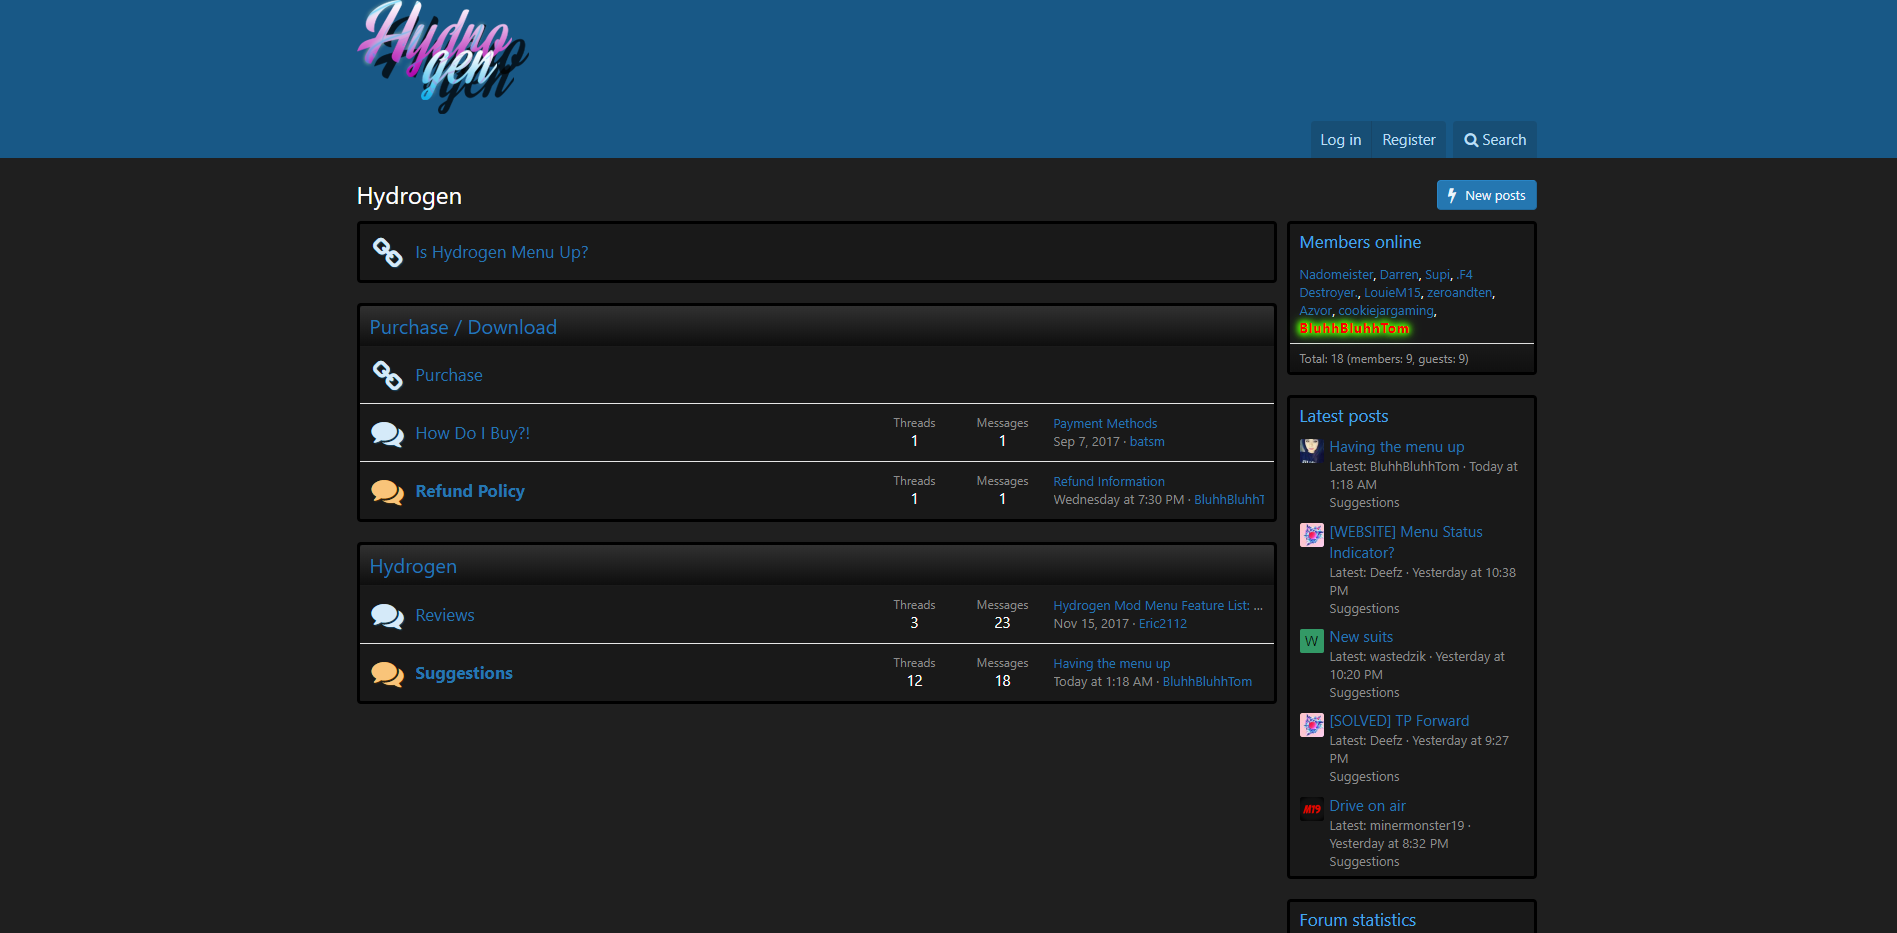 Hydro
gen
Log in Register Search
Hydrogen
New posts
Is Hydrogen Menu Up?
Purchase / Download
Purchase
How Do I Buy?!
Threads
1
Messages
1
Payment Methods
Sep 7, 2017 · batsm
Refund Policy
Threads
1
Messages
1
Refund Information
Wednesday at 7:30 PM · BluhhBluhhT
Hydrogen
Reviews
Threads
3
Messages
23
Hydrogen Mod Menu Feature List: ...
Nov 15, 2017 · Eric2112
Suggestions
Threads
12
Messages
18
Having the menu up
Today at 1:18 AM · BluhhBluhhTom
Members online
Nadomeister, Darren, Supi, .F4
Destroyer., LouieM15, zeroandten,
Azvor, cookiejargaming,
BluhhBluhhTom
Total: 18 (members: 9, guests: 9)
Latest posts
Having the menu up
Latest: BluhhBluhhTom · Today at
1:18 AM
Suggestions
[WEBSITE] Menu Status
Indicator?
Latest: Deefz · Yesterday at 10:38
PM
Suggestions
W
New suits
Latest: wastedzik · Yesterday at
10:20 PM
Suggestions
[SOLVED] TP Forward
Latest: Deefz · Yesterday at 9:27
PM
Suggestions
M19
Drive on air
Latest: minermonster19 ·
Yesterday at 8:32 PM
Suggestions
Forum statistics